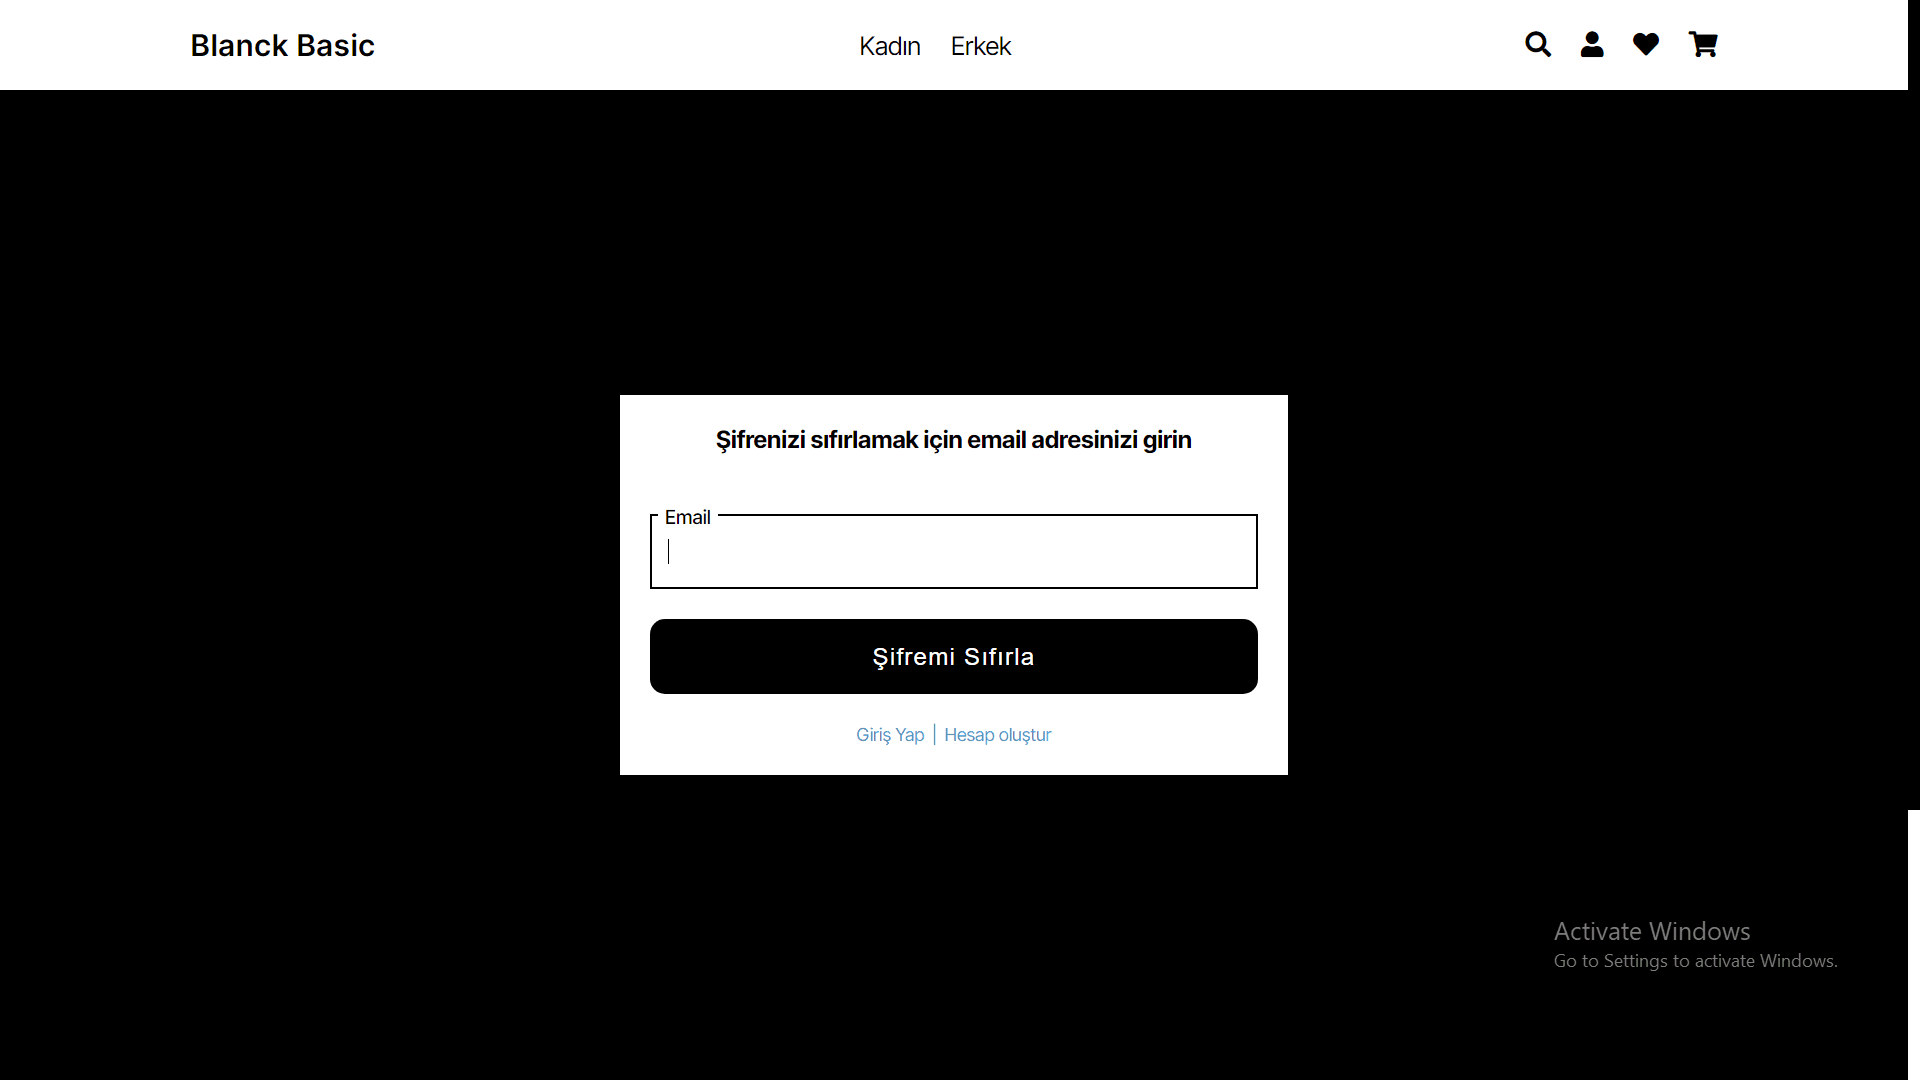 Blanck Basic
Kadın Erkek
Şifrenizi sıfırlamak için email adresinizi girin
Email
Şifremi Sıfırla
Giriş Yap | Hesap oluştur
Activate Windows
Go to Settings to activate Windows.